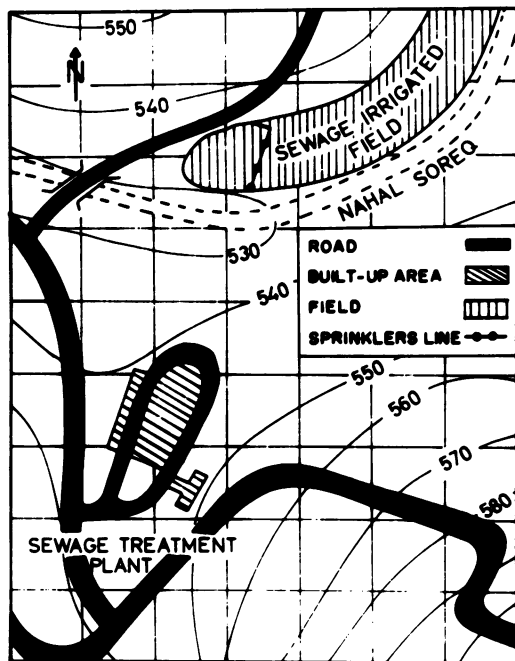 550
N
540
SEWAGE IRRIGATED
FIELD
NAHAL SOREQ
530
540
ROAD
BUILT-UP AREA
FIELD
SPRINKLERS LINE
550
560
570
580
SEWAGE TREATMENT
PLANT